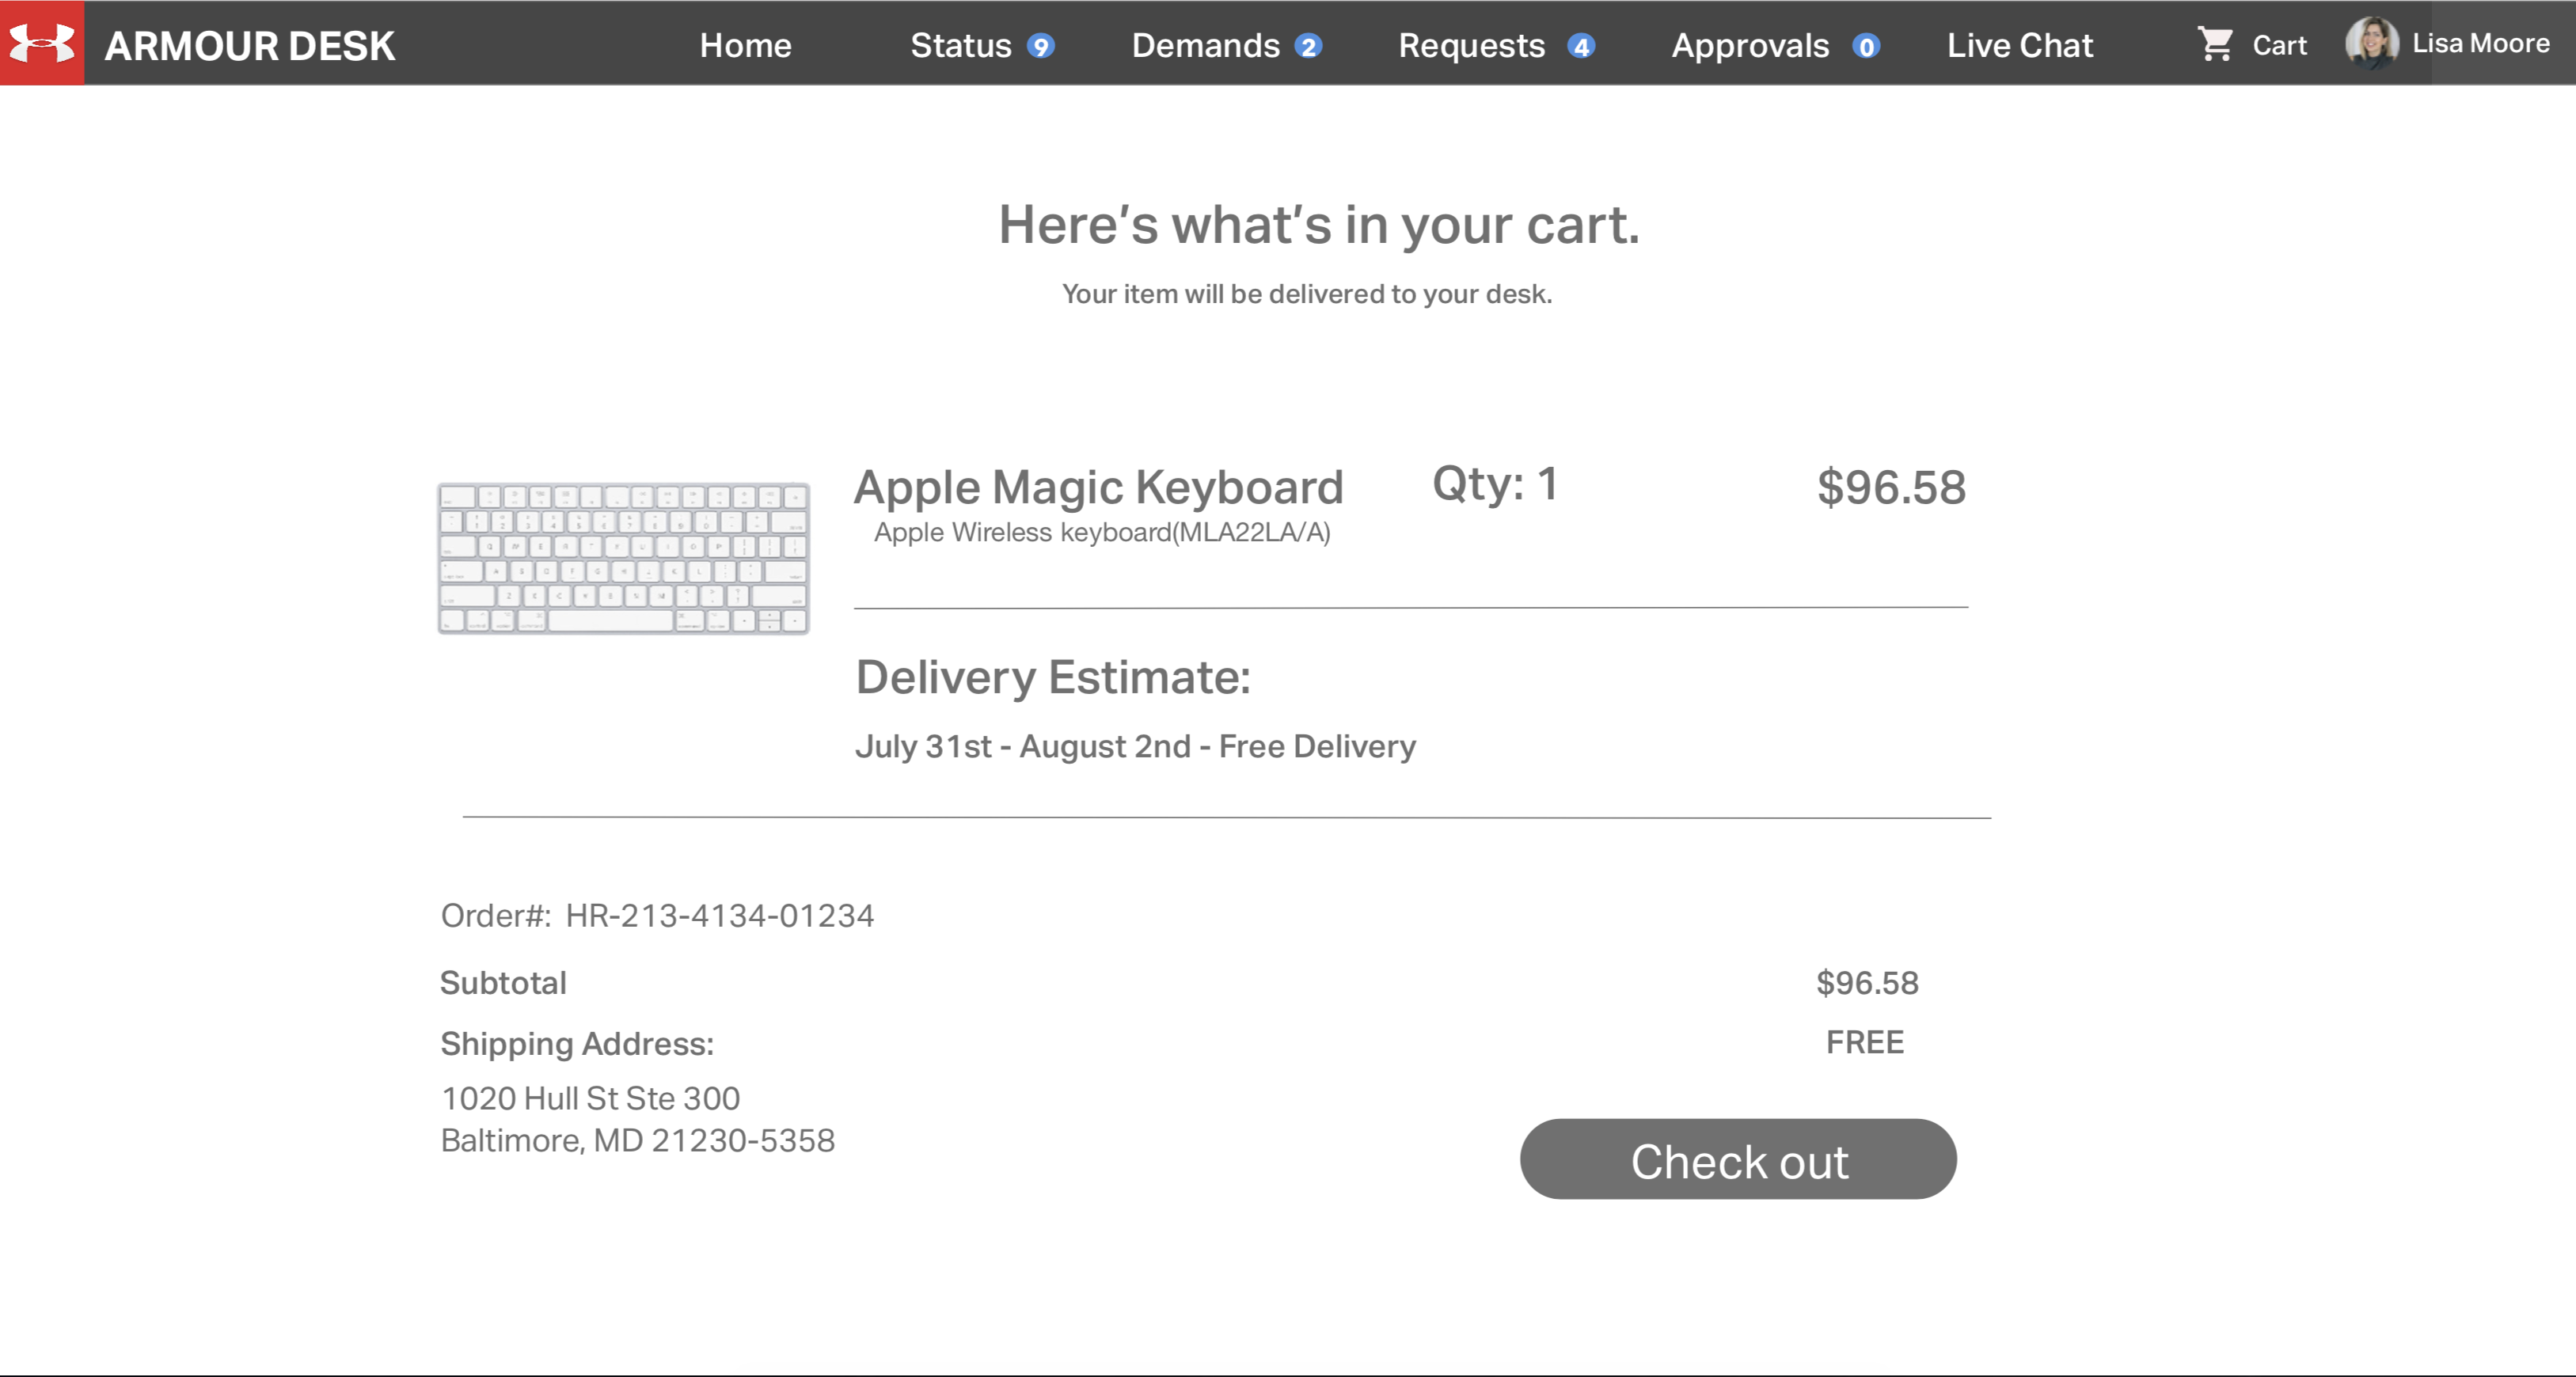 ARMOUR DESK
Home
Status 9
Demands 2
Requests 4
Approvals 0
Live Chat
Cart
Lisa Moore
Here’s what’s in your cart.
Your item will be delivered to your desk.
Apple Magic Keyboard
Qty: 1
$96.58
Apple Wireless keyboard(MLA22LA/A)
Delivery Estimate:
July 31st - August 2nd - Free Delivery
Order#: HR-213-4134-01234
Subtotal
$96.58
Shipping Address:
FREE
1020 Hull St Ste 300
Baltimore, MD 21230-5358
Check out